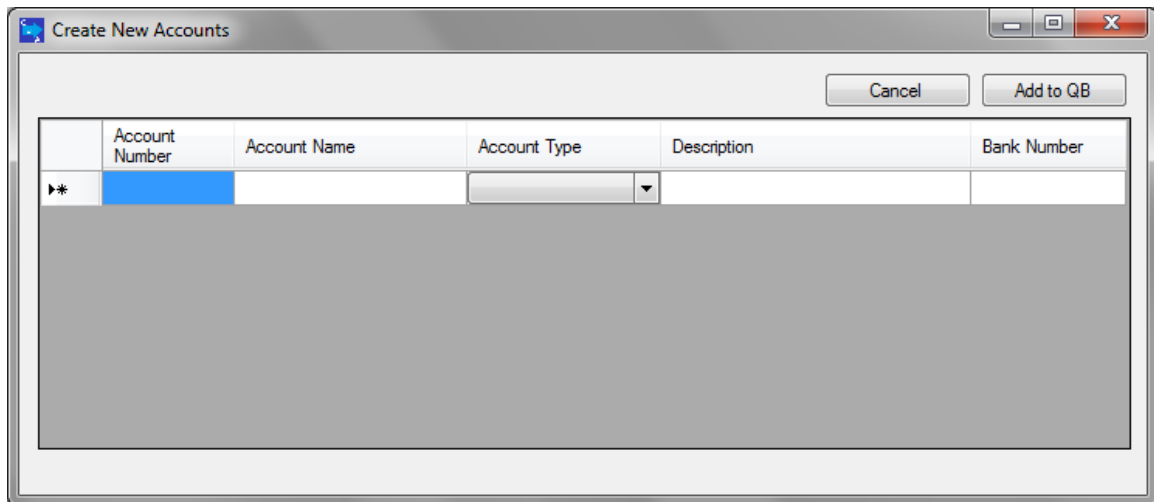 Create New Accounts
Cancel
Add to QB
Account Number
Account Name
Account Type
Description
Bank Number